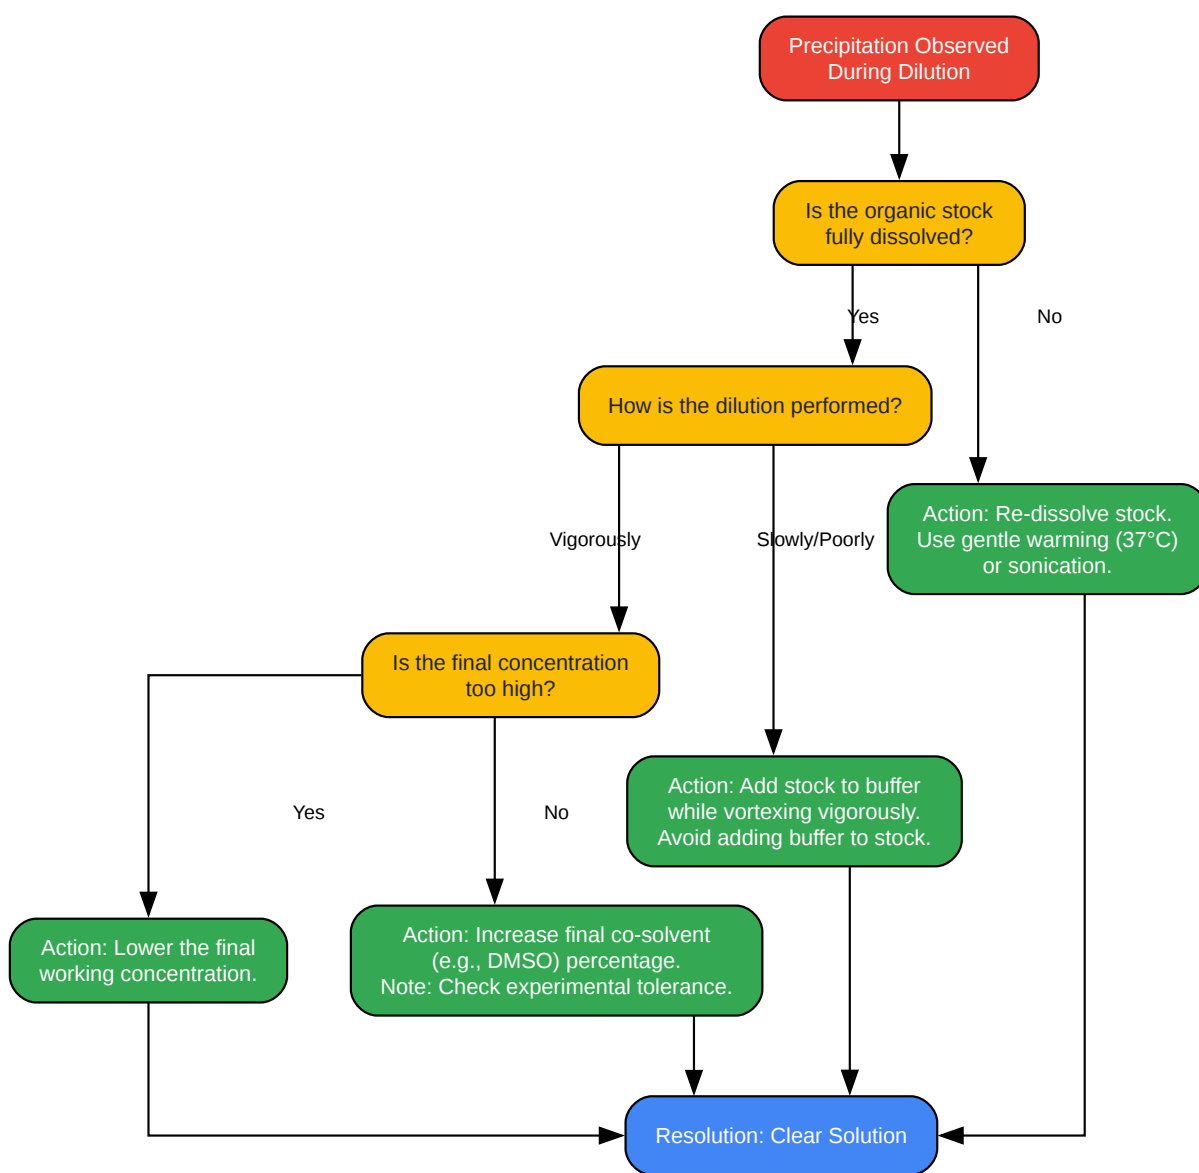 Precipitation Observed
During Dilution
Is the organic stock
fully dissolved?
Yes
No
How is the dilution performed?
Action: Re-dissolve stock.
Use gentle warming (37°C)
or sonication.
Vigorously
Slowly/Poorly
Is the final concentration
too high?
Action: Add stock to buffer
while vortexing vigorously.
Avoid adding buffer to stock.
Yes
No
Action: Lower the final
working concentration.
Action: Increase final co-solvent
(e.g., DMSO) percentage.
Note: Check experimental tolerance.
Resolution: Clear Solution